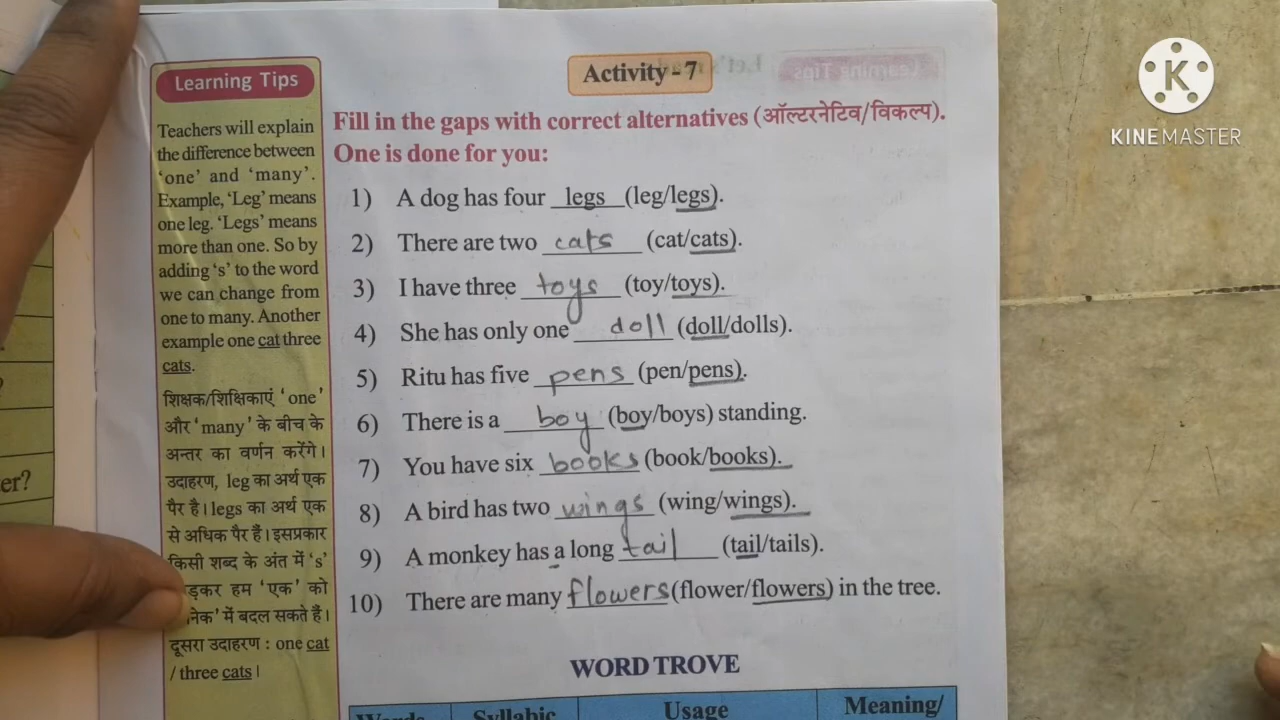 Learning Tips
Teachers will explain
the difference between
'one' and 'many'.
Example, 'Leg' means
one leg. 'Legs' means
more than one. So by
adding 's' to the word
we can change from
one to many. Another
example one cat three
cats.
शिक्षक/शिक्षिकाएं 'one'
और 'many' के बीच के
अन्तर का वर्णन करेंगे।
उदाहरण, leg का अर्थ एक
पैर है। legs का अर्थ एक
से अधिक पैर हैं। इसप्रकार
किसी शब्द के अंत में 's'
ड़कर हम 'एक' को
नेक' में बदल सकते हैं।
दूसरा उदाहरण : one cat
/ three cats।
Activity - 7
Fill in the gaps with correct alternatives (ऑल्टरनेटिव/विकल्प).
One is done for you:
1) A dog has four legs (leg/legs).
2) There are two cats (cat/cats).
3) I have three toys (toy/toys).
4) She has only one doll (doll/dolls).
5) Ritu has five pens (pen/pens).
6) There is a boy (boy/boys) standing.
7) You have six books (book/books).
8) A bird has two wings (wing/wings).
9) A monkey has a long tail (tail/tails).
10) There are many flowers (flower/flowers) in the tree.
WORD TROVE
Words Syllabic Usage Meaning/
er?
K
KINEMASTER